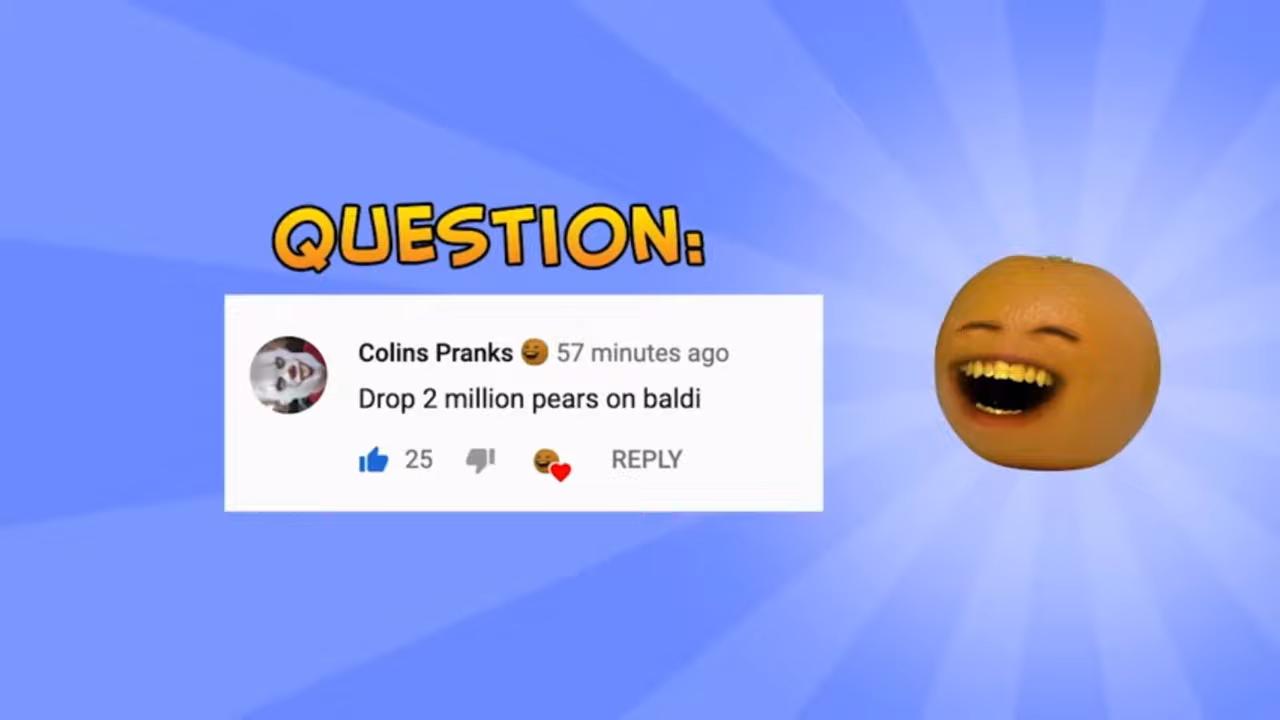 QUESTION:
Colins Pranks 57 minutes ago
Drop 2 million pears on baldi
25 REPLY